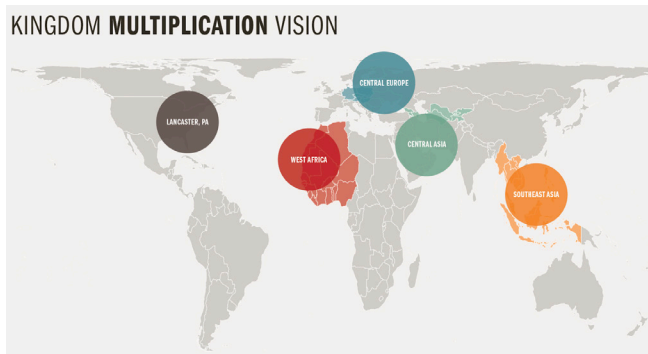 KINGDOM MULTIPLICATION VISION
CENTRAL EUROPE
LANCASTER, PA
CENTRAL ASIA
WEST AFRICA
SOUTHEAST ASIA